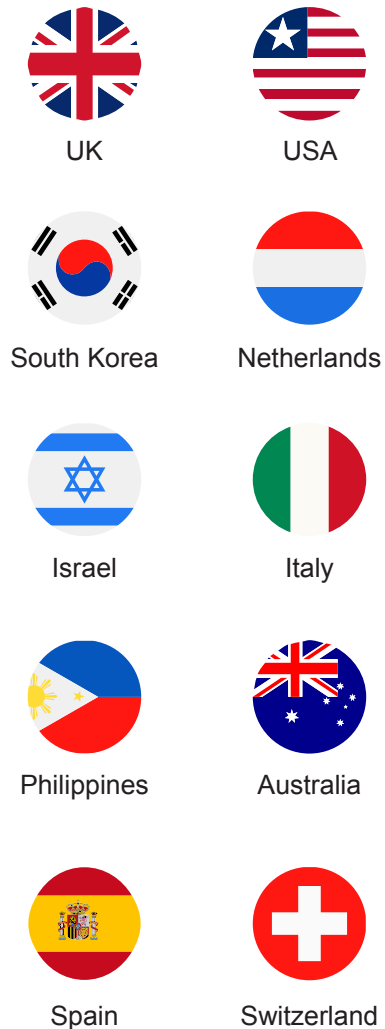 UK
USA
South Korea
Netherlands
Israel
Italy
Philippines
Australia
Spain
Switzerland